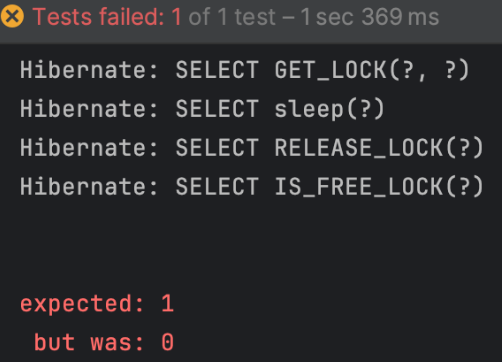 Tests failed: 1 of 1 test – 1 sec 369 ms
Hibernate: SELECT GET_LOCK(?, ?)
Hibernate: SELECT sleep(?)
Hibernate: SELECT RELEASE_LOCK(?)
Hibernate: SELECT IS_FREE_LOCK(?)
expected: 1
but was: 0